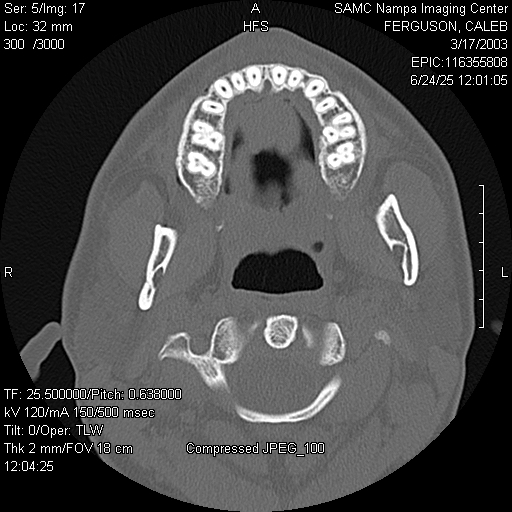 Ser: 5/Img: 17
Loc: 32 mm
300 /3000
A
HFS
SAMC Nampa Imaging Center
FERGUSON, CALEB
3/17/2003
EPIC:116355808
6/24/25 12:01:05
R
L
TF: 25.500000/Pitch: 0.638000
kV 120/mA 150/500 msec
Tilt: 0/Oper: TLW
Thk 2 mm/FOV 18 cm
12:04:25
Compressed JPEG_100